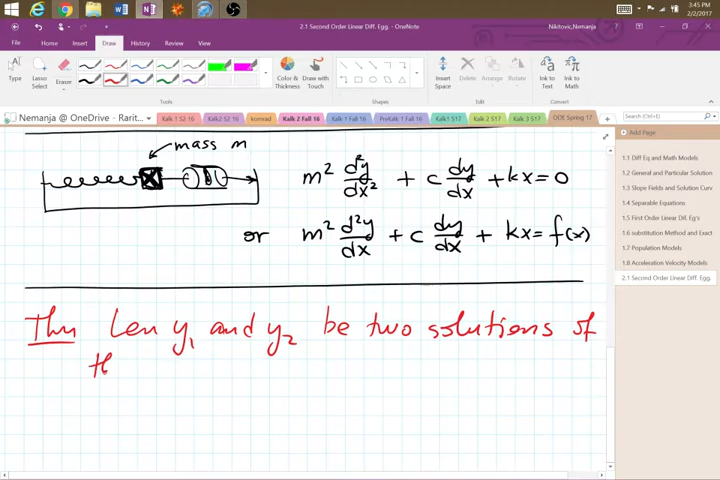 3:45 PM
2/2/2017
2.1 Second Order Linear Diff. Egg. - OneNote
Nikitovic, Nemanja
File Home Insert Draw History Review View
Type
Lasso Select
Eraser
Color & Thickness
Draw with Touch
Insert Space
Delete
Arrange
Rotate
Ink to Text
Ink to Math
Tools Shapes Edit Convert
Nemanja @ OneDrive - Rarit...
Kalk 1 S2 16 Kalk2 S2 16 konrad Kalk 2 Fall 16 PreKalk 1 Fall 16 Kalk 1 S17 Kalk 2 S17 Kalk 3 S17 ODE Spring 17
Search (Ctrl+E)
Add Page
1.1 Diff Eq and Math Models
1.2 General and Particular Solution
1.3 Slope Fields and Solution Curv
1.4 Separable Equations
1.5 First Order Linear Diff. Eg's
1.6 substitution Method and Exact
1.7 Population Models
1.8 Acceleration Velocity Models
2.1 Second Order Linear Diff. Egg.
mass m
m² d²y/dx² + c dy/dx + kx = 0
or m² d²y/dx + c dy/dx + kx = f(x)
Thm Len y₁ and y₂ be two solutions of
th